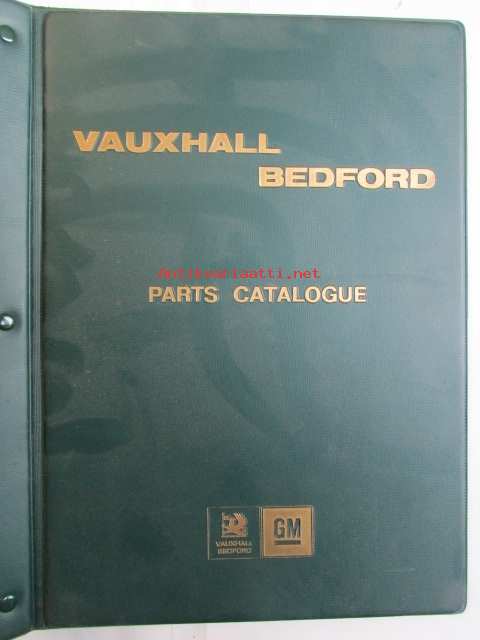 VAUXHALL
BEDFORD
Antikvariaatti.net
PARTS CATALOGUE
VAUXHALL
BEDFORD
GM